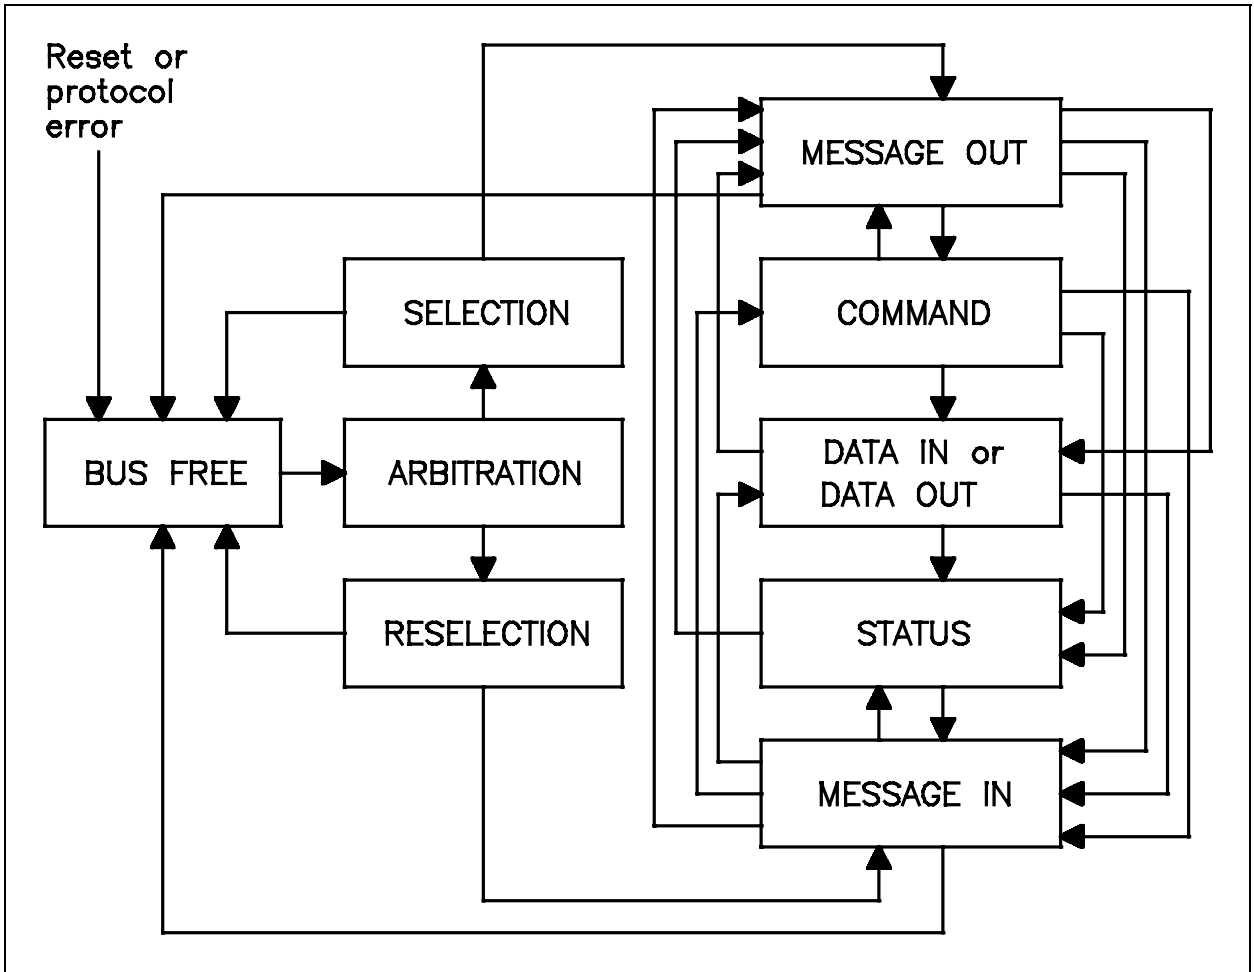 Reset or
protocol
error
MESSAGE OUT
SELECTION
COMMAND
BUS FREE
ARBITRATION
DATA IN or
DATA OUT
RESELECTION
STATUS
MESSAGE IN